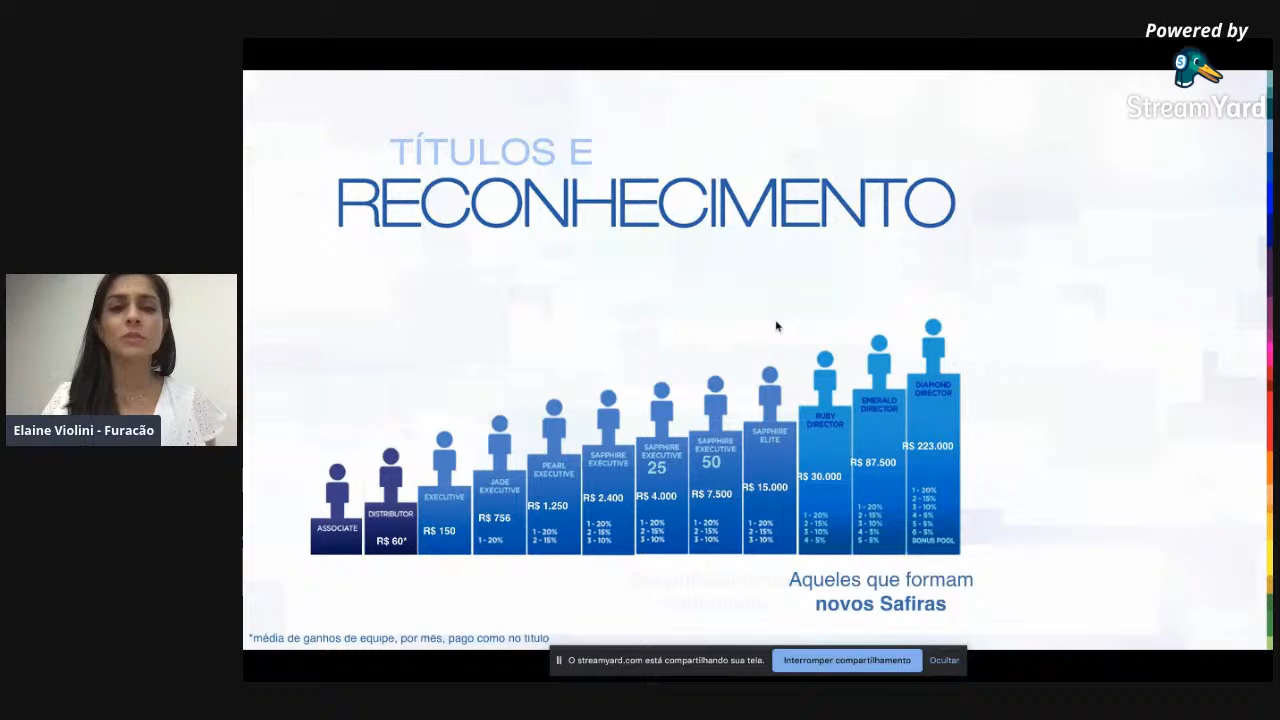 Powered by
StreamYard
TÍTULOS E
RECONHECIMENTO
Elaine Violini - Furacão
ASSOCIATE
DISTRIBUTOR
R$ 60*
EXECUTIVE
R$ 150
JADE
EXECUTIVE
R$ 756
1 - 20%
PEARL
EXECUTIVE
R$ 1.250
1 - 20%
2 - 15%
SAPPHIRE
EXECUTIVE
R$ 2.400
1 - 20%
2 - 15%
3 - 10%
SAPPHIRE
EXECUTIVE
25
R$ 4.000
1 - 20%
2 - 15%
3 - 10%
SAPPHIRE
EXECUTIVE
50
R$ 7.500
1 - 20%
2 - 15%
3 - 10%
SAPPHIRE
ELITE
R$ 15.000
1 - 20%
2 - 15%
3 - 10%
RUBY
DIRECTOR
R$ 30.000
1 - 20%
2 - 15%
3 - 10%
4 - 5%
EMERALD
DIRECTOR
R$ 87.500
1 - 20%
2 - 15%
3 - 10%
4 - 5%
5 - 5%
DIAMOND
DIRECTOR
R$ 223.000
1 - 20%
2 - 15%
3 - 10%
4 - 5%
5 - 5%
6 - 5%
BONUS POOL
Aqueles que formam
novos Safiras
*média de ganhos de equipe, por mês, pago como no título
O streamyard.com está compartilhando sua tela.
Interromper compartilhamento
Ocultar